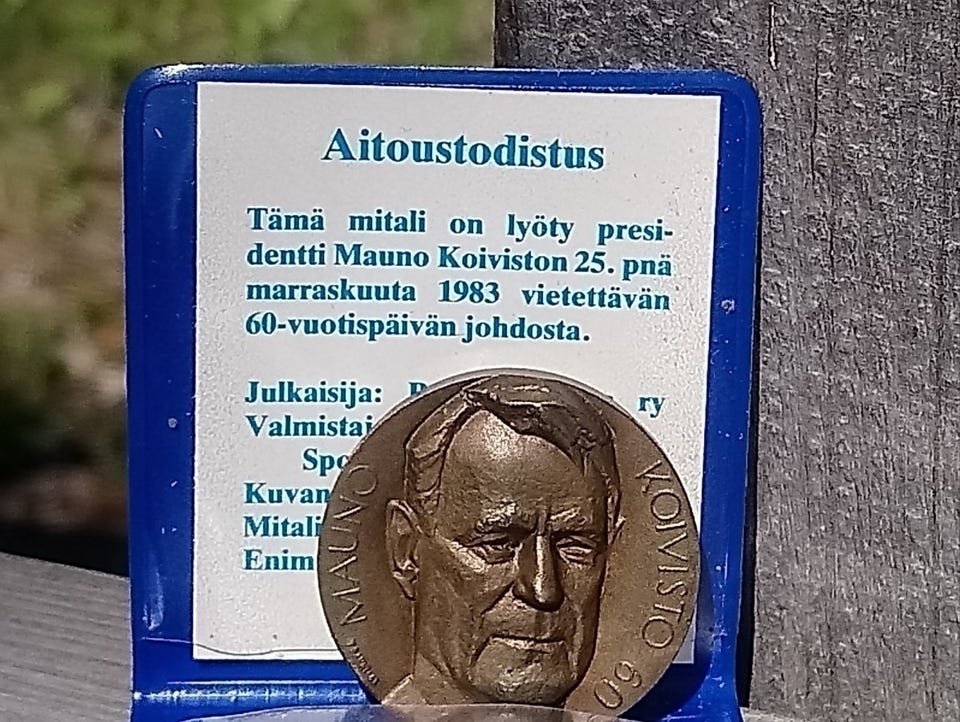 Aitoustodistus
Tämä mitali on lyöty presi-
dentti Mauno Koiviston 25. pnä
marraskuuta 1983 vietettävän
60-vuotispäivän johdosta.
Julkaisija: ry
MAUNO KOIVISTO 60